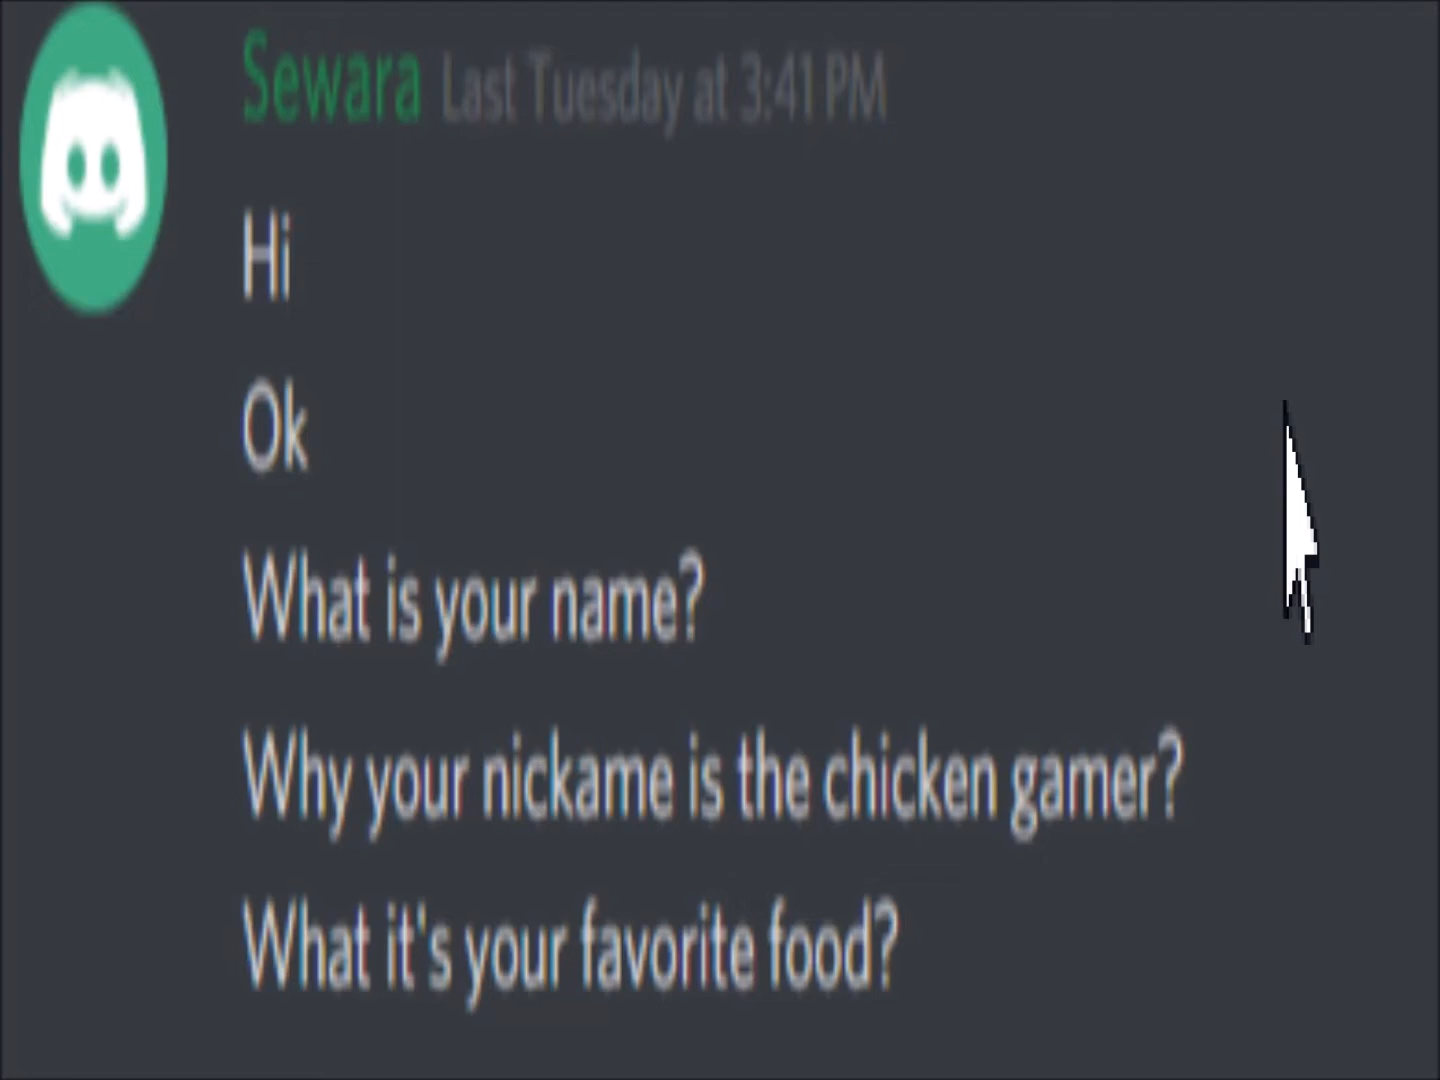 Sewara Last Tuesday at 3:41 PM
Hi
Ok
What is your name?
Why your nickame is the chicken gamer?
What it's your favorite food?